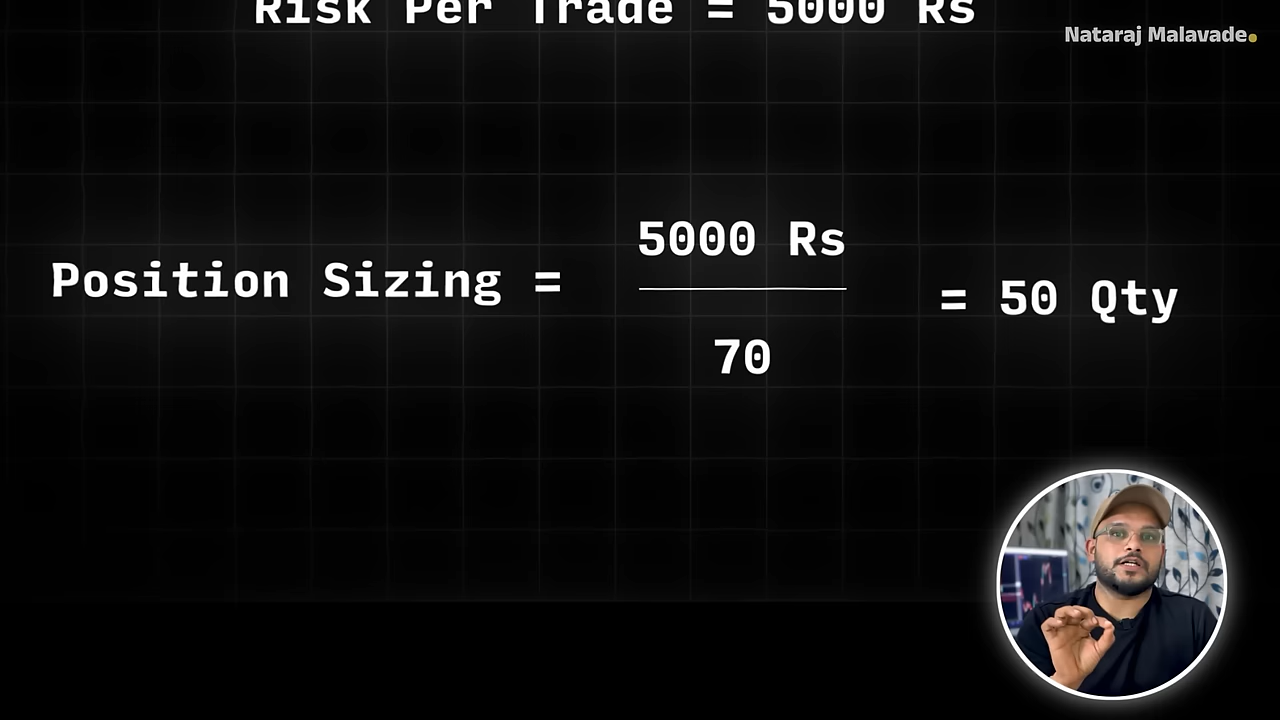 Risk Per Trade = 5000 Rs
Nataraj Malavade.
5000 Rs
Position Sizing =
= 50 Qty
70